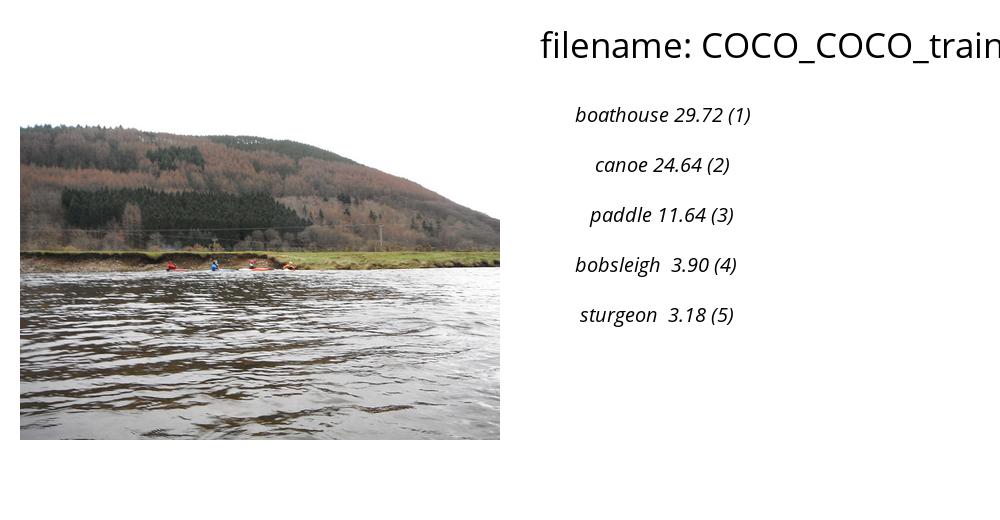 filename: COCO_COCO_train
boathouse 29.72 (1)
canoe 24.64 (2)
paddle 11.64 (3)
bobsleigh 3.90 (4)
sturgeon 3.18 (5)